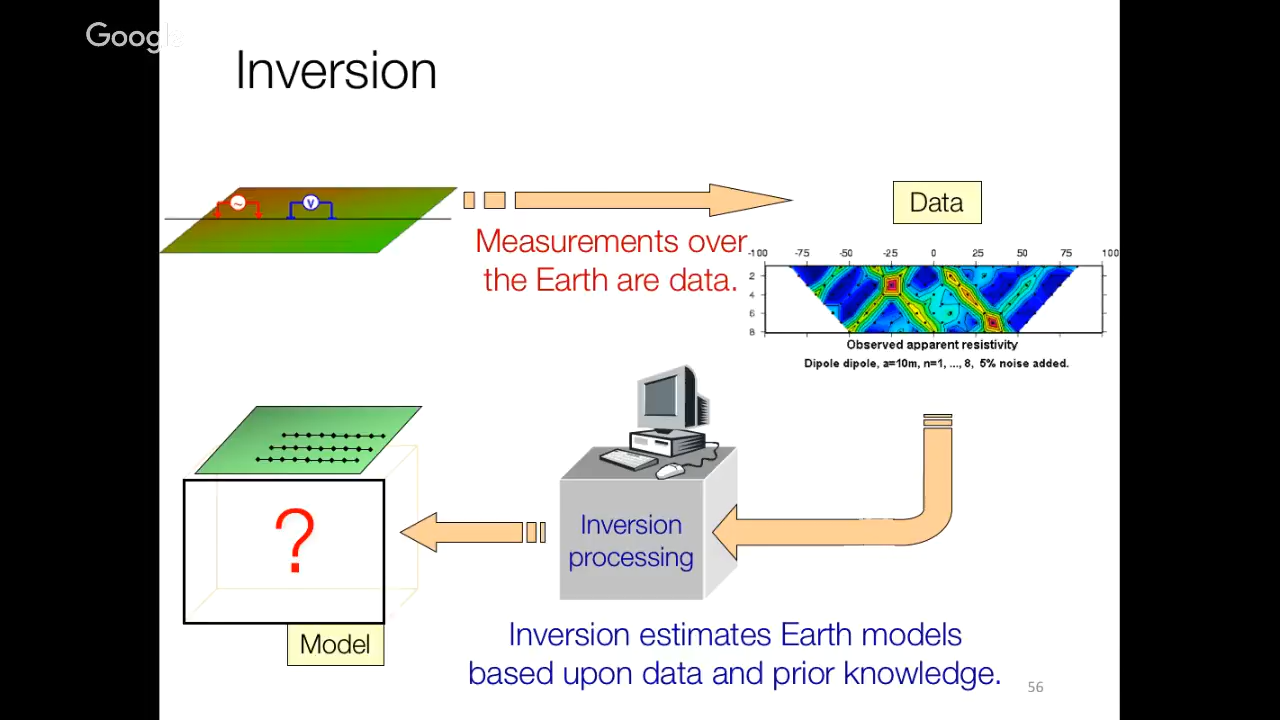 Google
Inversion
~
V
Measurements over
the Earth are data.
Data
-100 -75 -50 -25 0 25 50 75 100
2
4
6
8
Observed apparent resistivity
Dipole dipole, a=10m, n=1, ..., 8, 5% noise added.
?
Model
Inversion
processing
Inversion estimates Earth models
based upon data and prior knowledge.
56